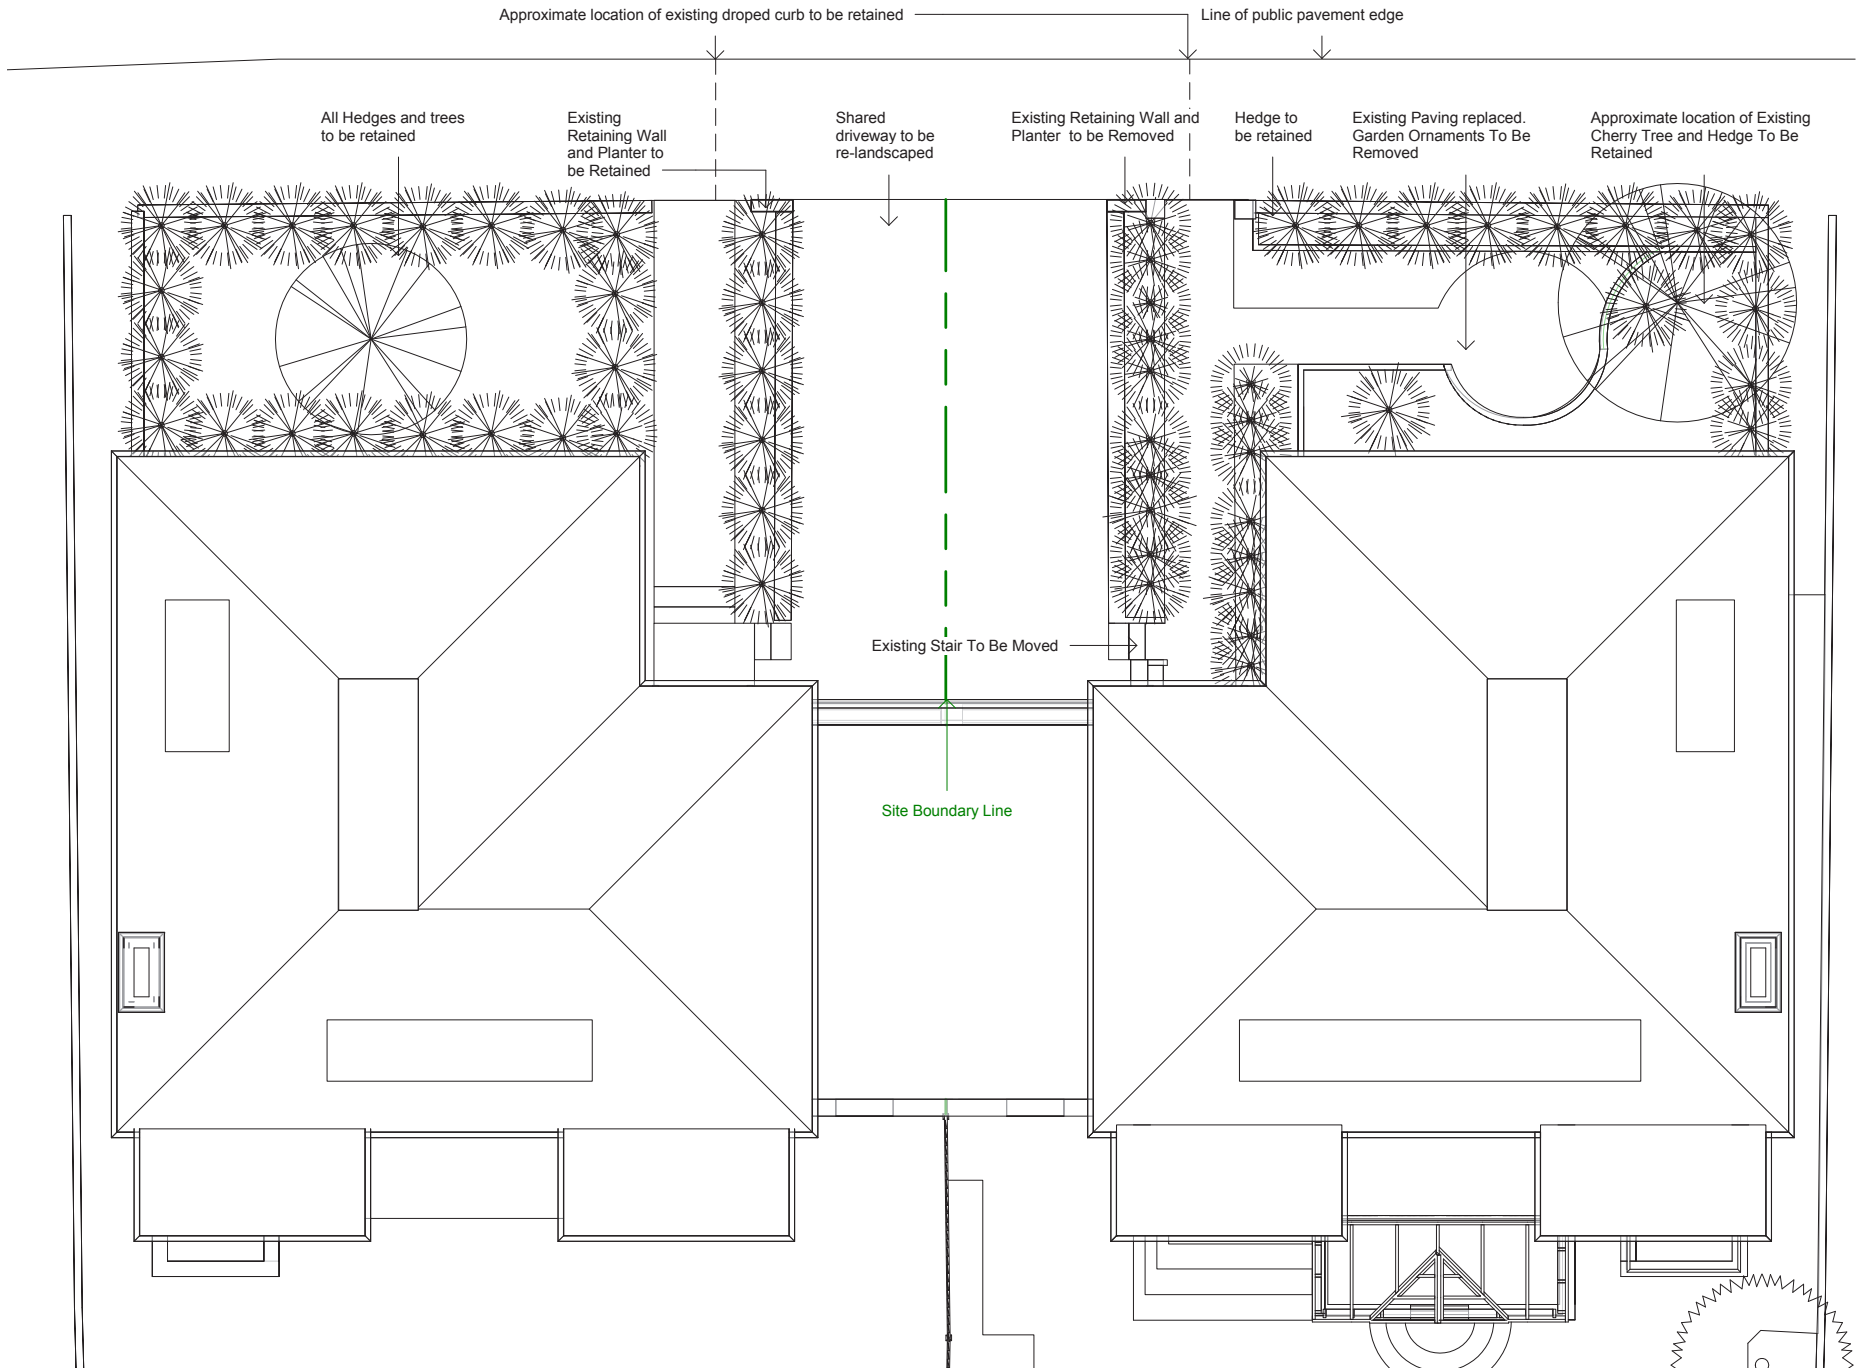 Approximate location of existing droped curb to be retained
Line of public pavement edge
All Hedges and trees
to be retained
Existing
Retaining Wall
and Planter to
be Retained
Shared
driveway to be
re-landscaped
Existing Retaining Wall and
Planter to be Removed
Hedge to
be retained
Existing Paving replaced.
Garden Ornaments To Be
Removed
Approximate location of Existing
Cherry Tree and Hedge To Be
Retained
Existing Stair To Be Moved
Site Boundary Line